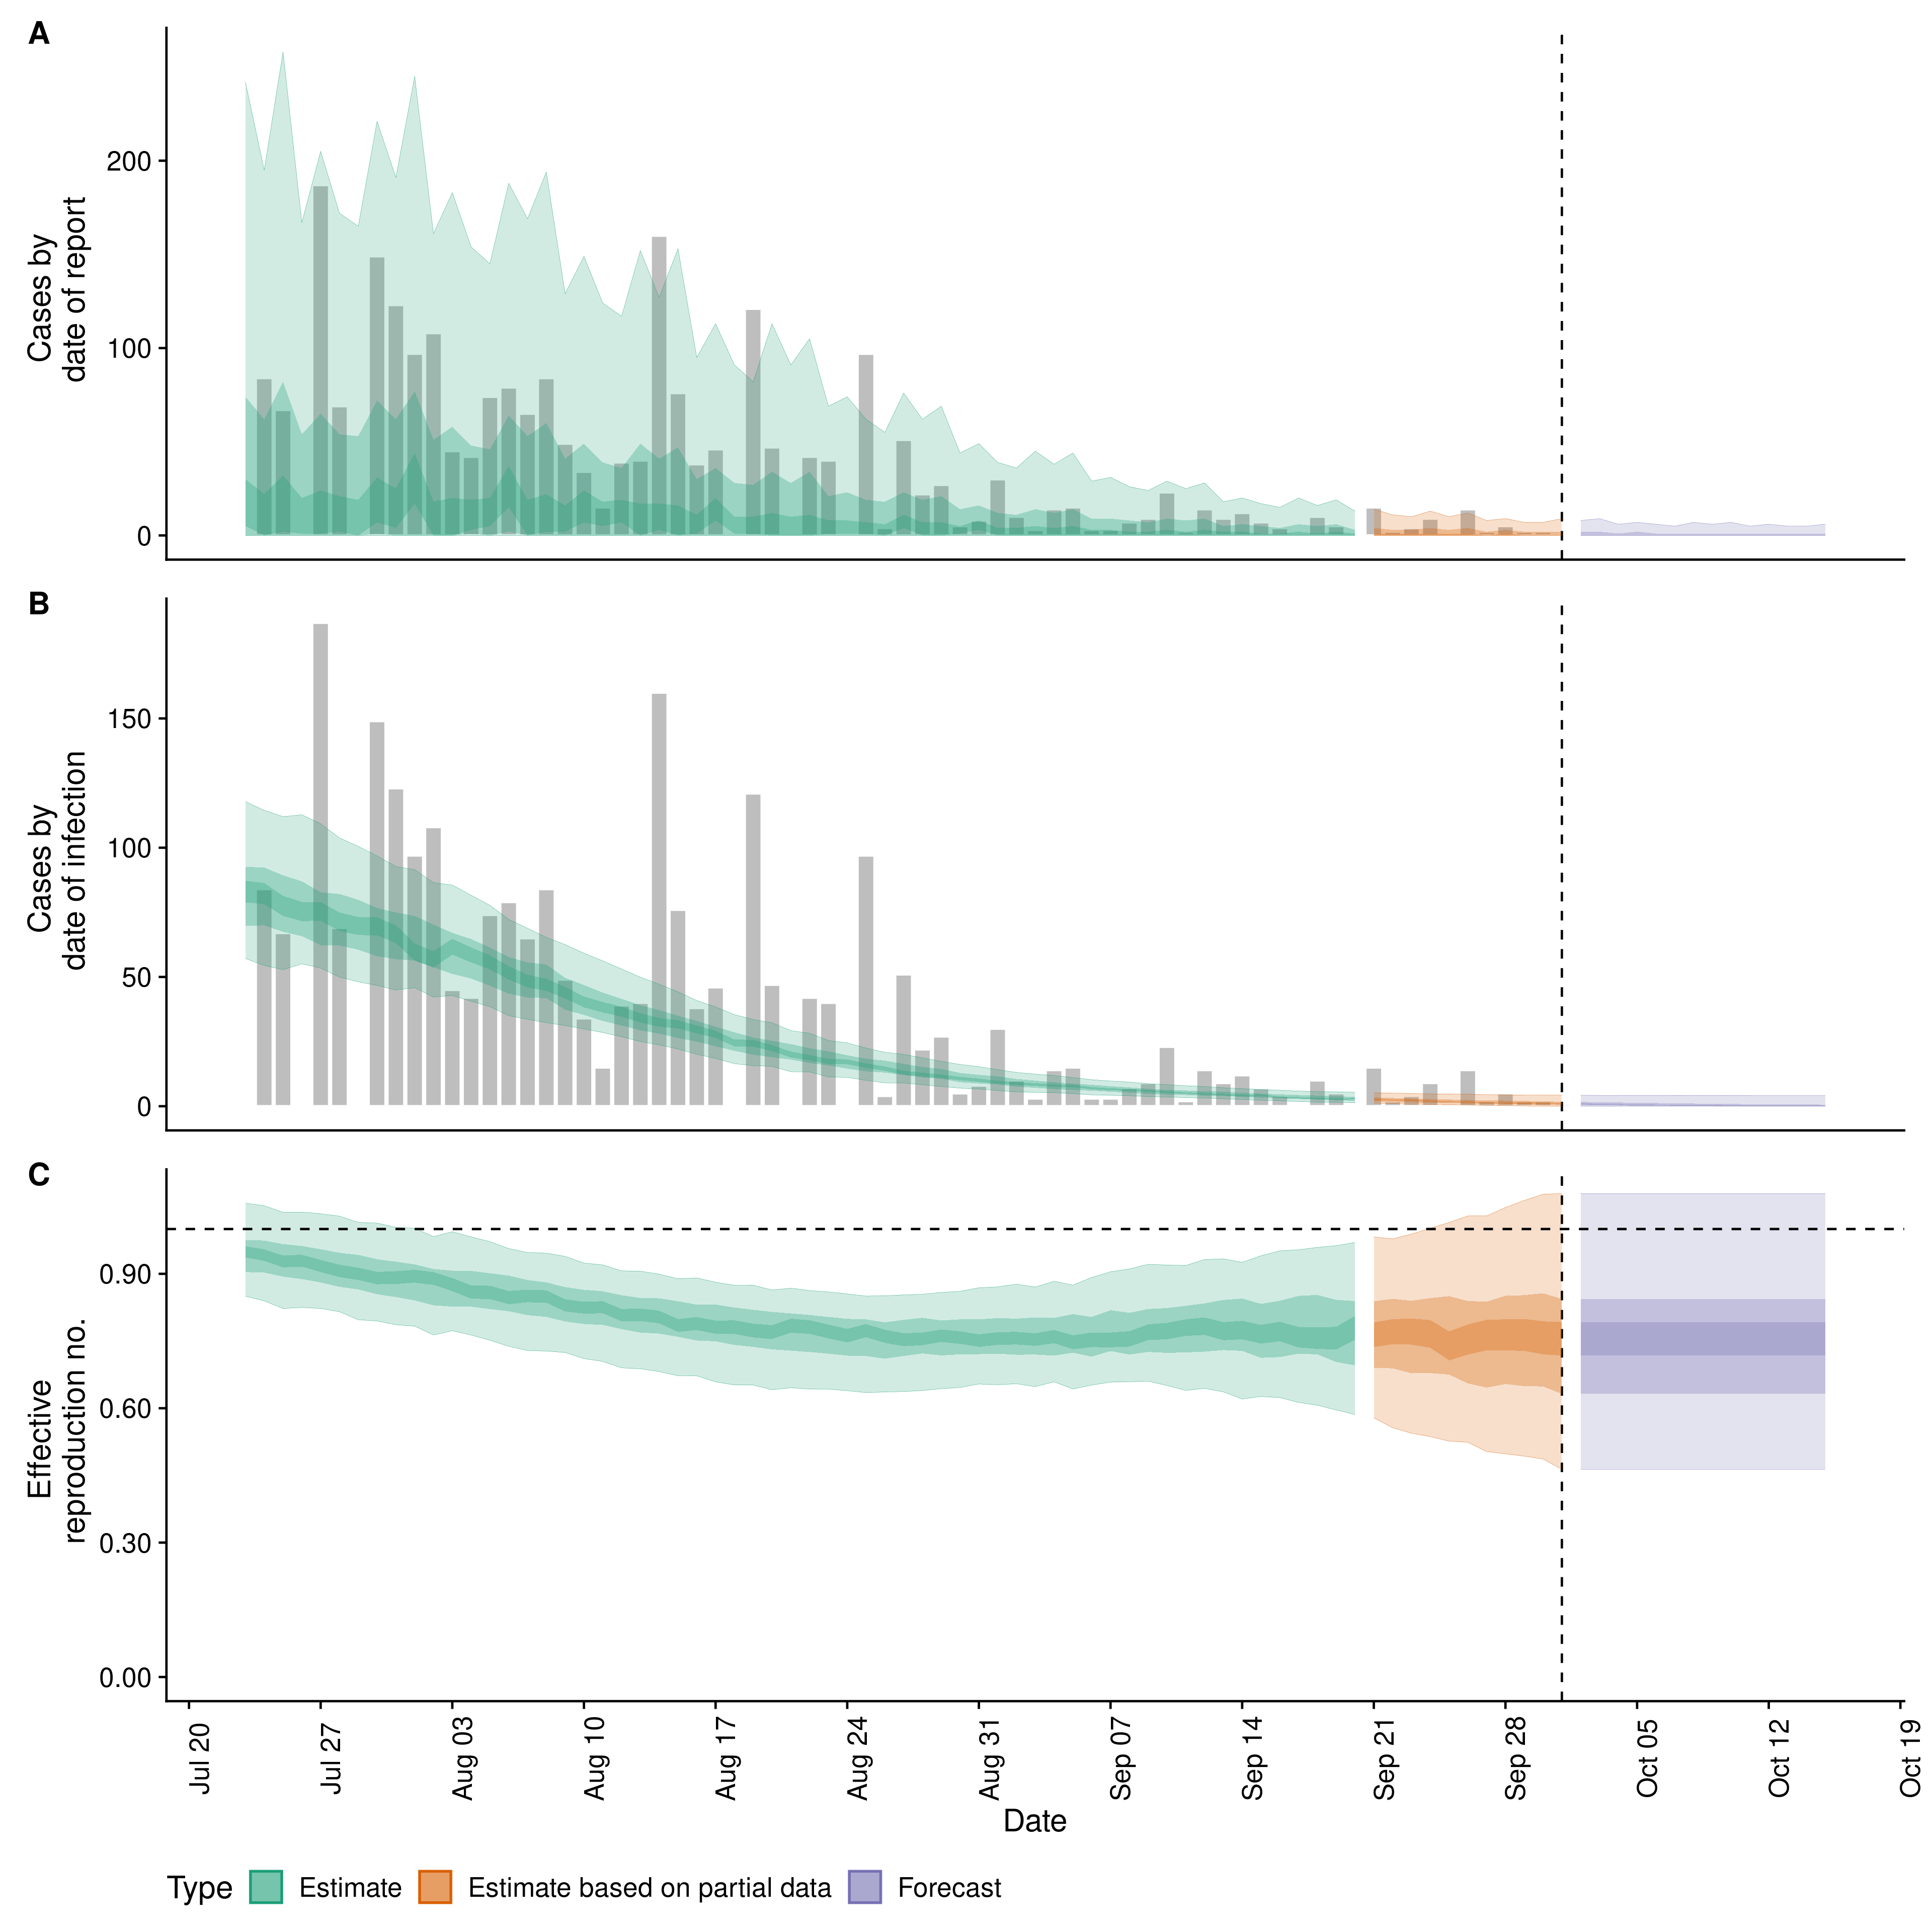 A
Cases by
date of report
200
100
0
B
Cases by
date of infection
150
100
50
0
C
Effective
reproduction no.
0.90
0.60
0.30
0.00
Jul 20
Jul 27
Aug 03
Aug 10
Aug 17
Aug 24
Aug 31
Sep 07
Sep 14
Sep 21
Sep 28
Oct 05
Oct 12
Oct 19
Date
Type Estimate Estimate based on partial data Forecast